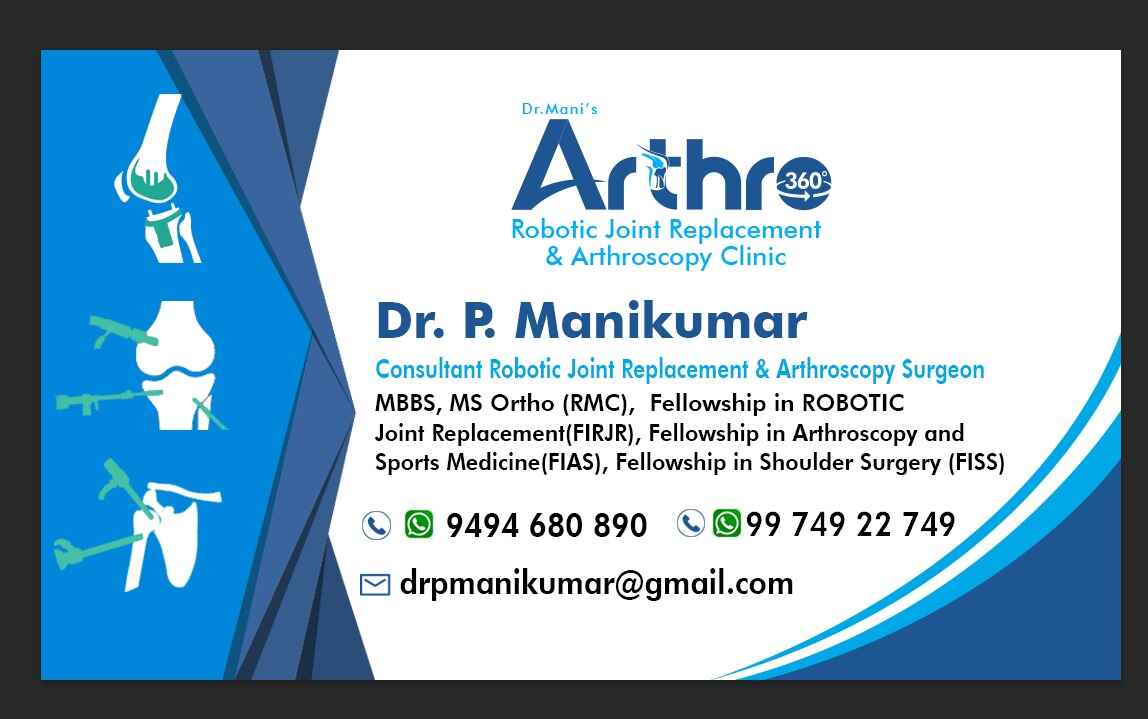 Dr.Mani's
Arthro 360°
Robotic Joint Replacement
& Arthroscopy Clinic
Dr. P. Manikumar
Consultant Robotic Joint Replacement & Arthroscopy Surgeon
MBBS, MS Ortho (RMC), Fellowship in ROBOTIC
Joint Replacement(FIRJR), Fellowship in Arthroscopy and
Sports Medicine(FIAS), Fellowship in Shoulder Surgery (FISS)
9494 680 890 99 749 22 749
drpmanikumar@gmail.com